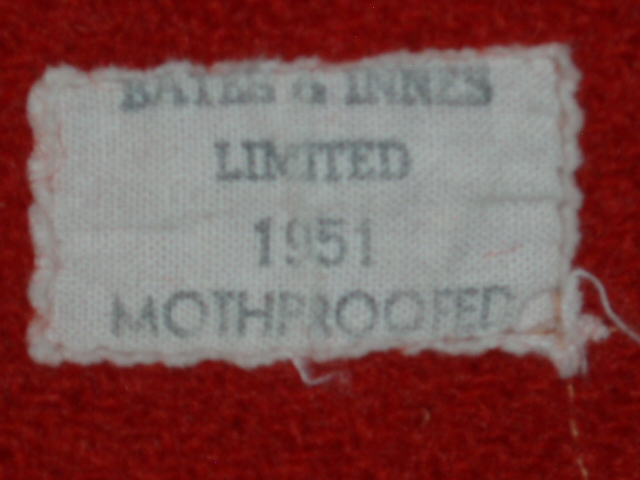 BATES & INNES
LIMITED
1951
MOTHPROOFED